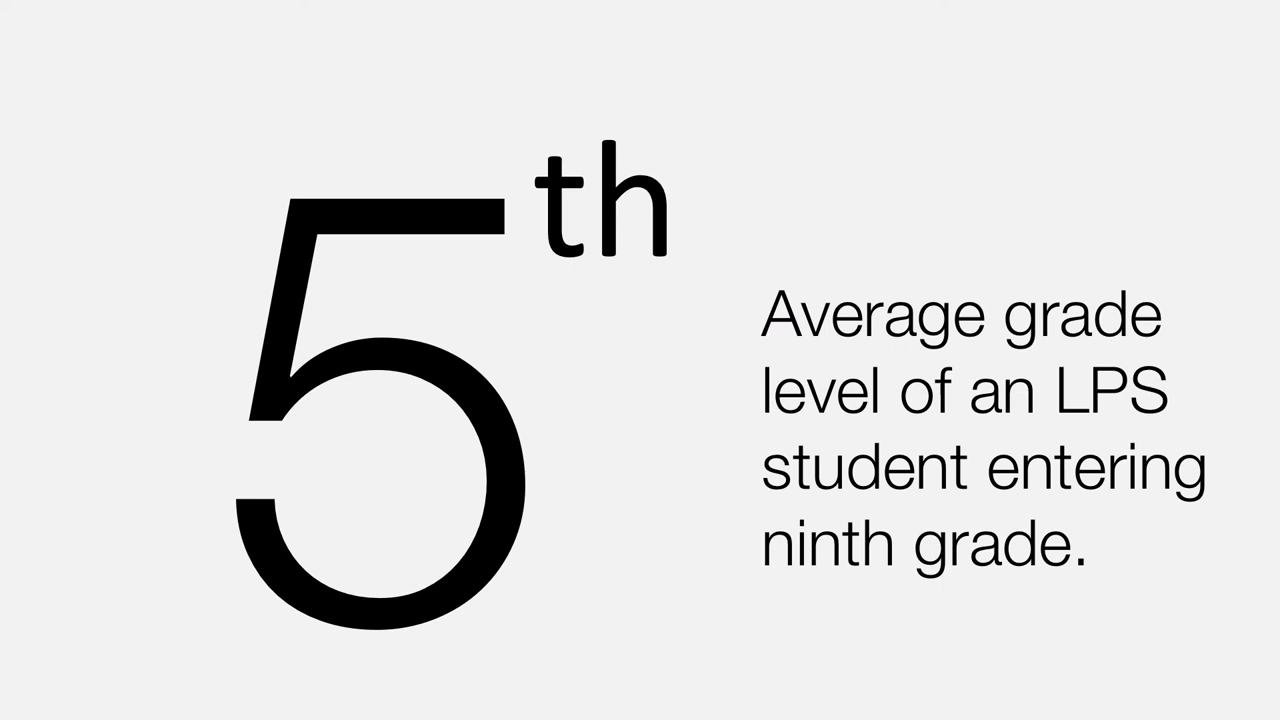 5th
Average grade
level of an LPS
student entering
ninth grade.